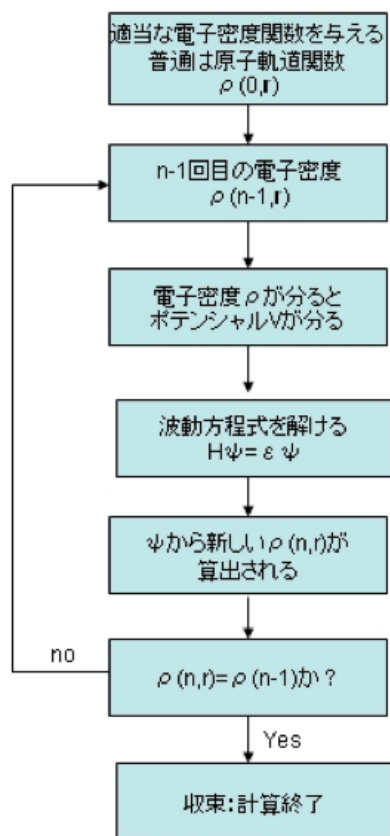 適当な電子密度関数を与える
普通は原子軌道関数
ρ(0,r)
n-1回目の電子密度
ρ(n-1,r)
電子密度ρが分ると
ポテンシャルVが分る
波動方程式を解ける
Hψ=εψ
ψから新しいρ(n,r)が
算出される
no
ρ(n,r)=ρ(n-1)か？
Yes
収束:計算終了